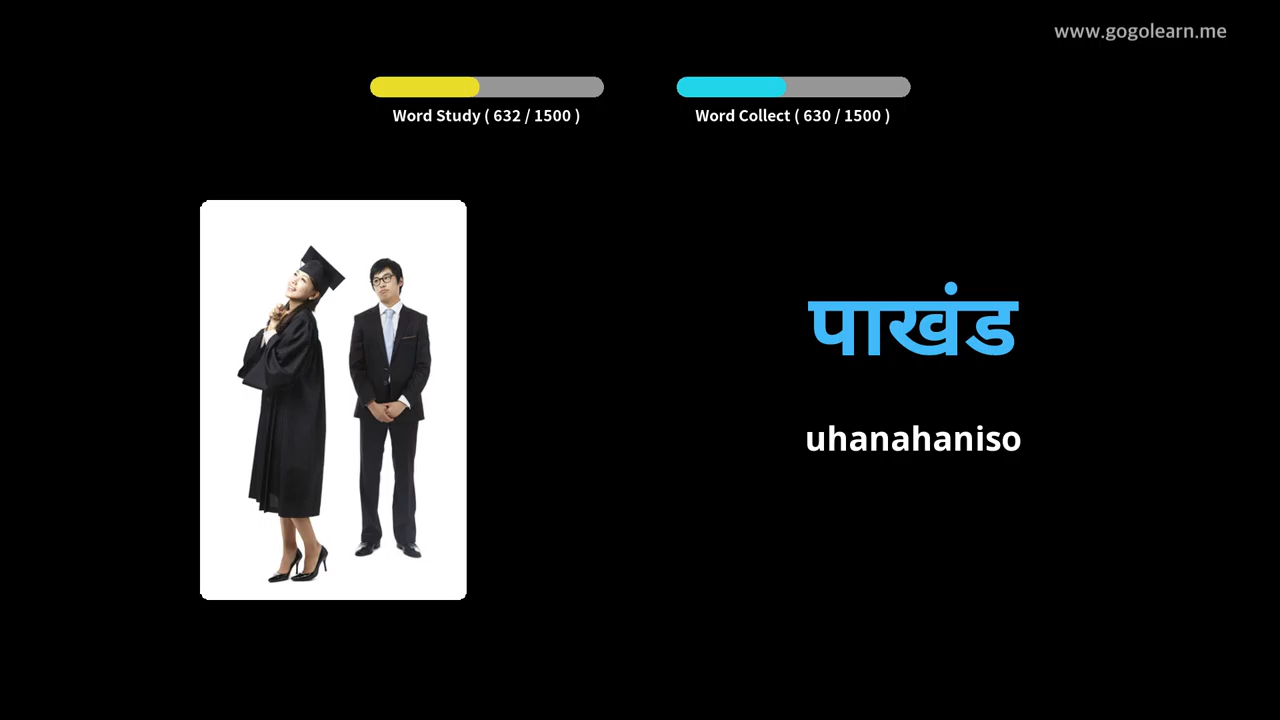 www.gogolearn.me
Word Study ( 632 / 1500 )
Word Collect ( 630 / 1500 )
पाखंड
uhanahaniso